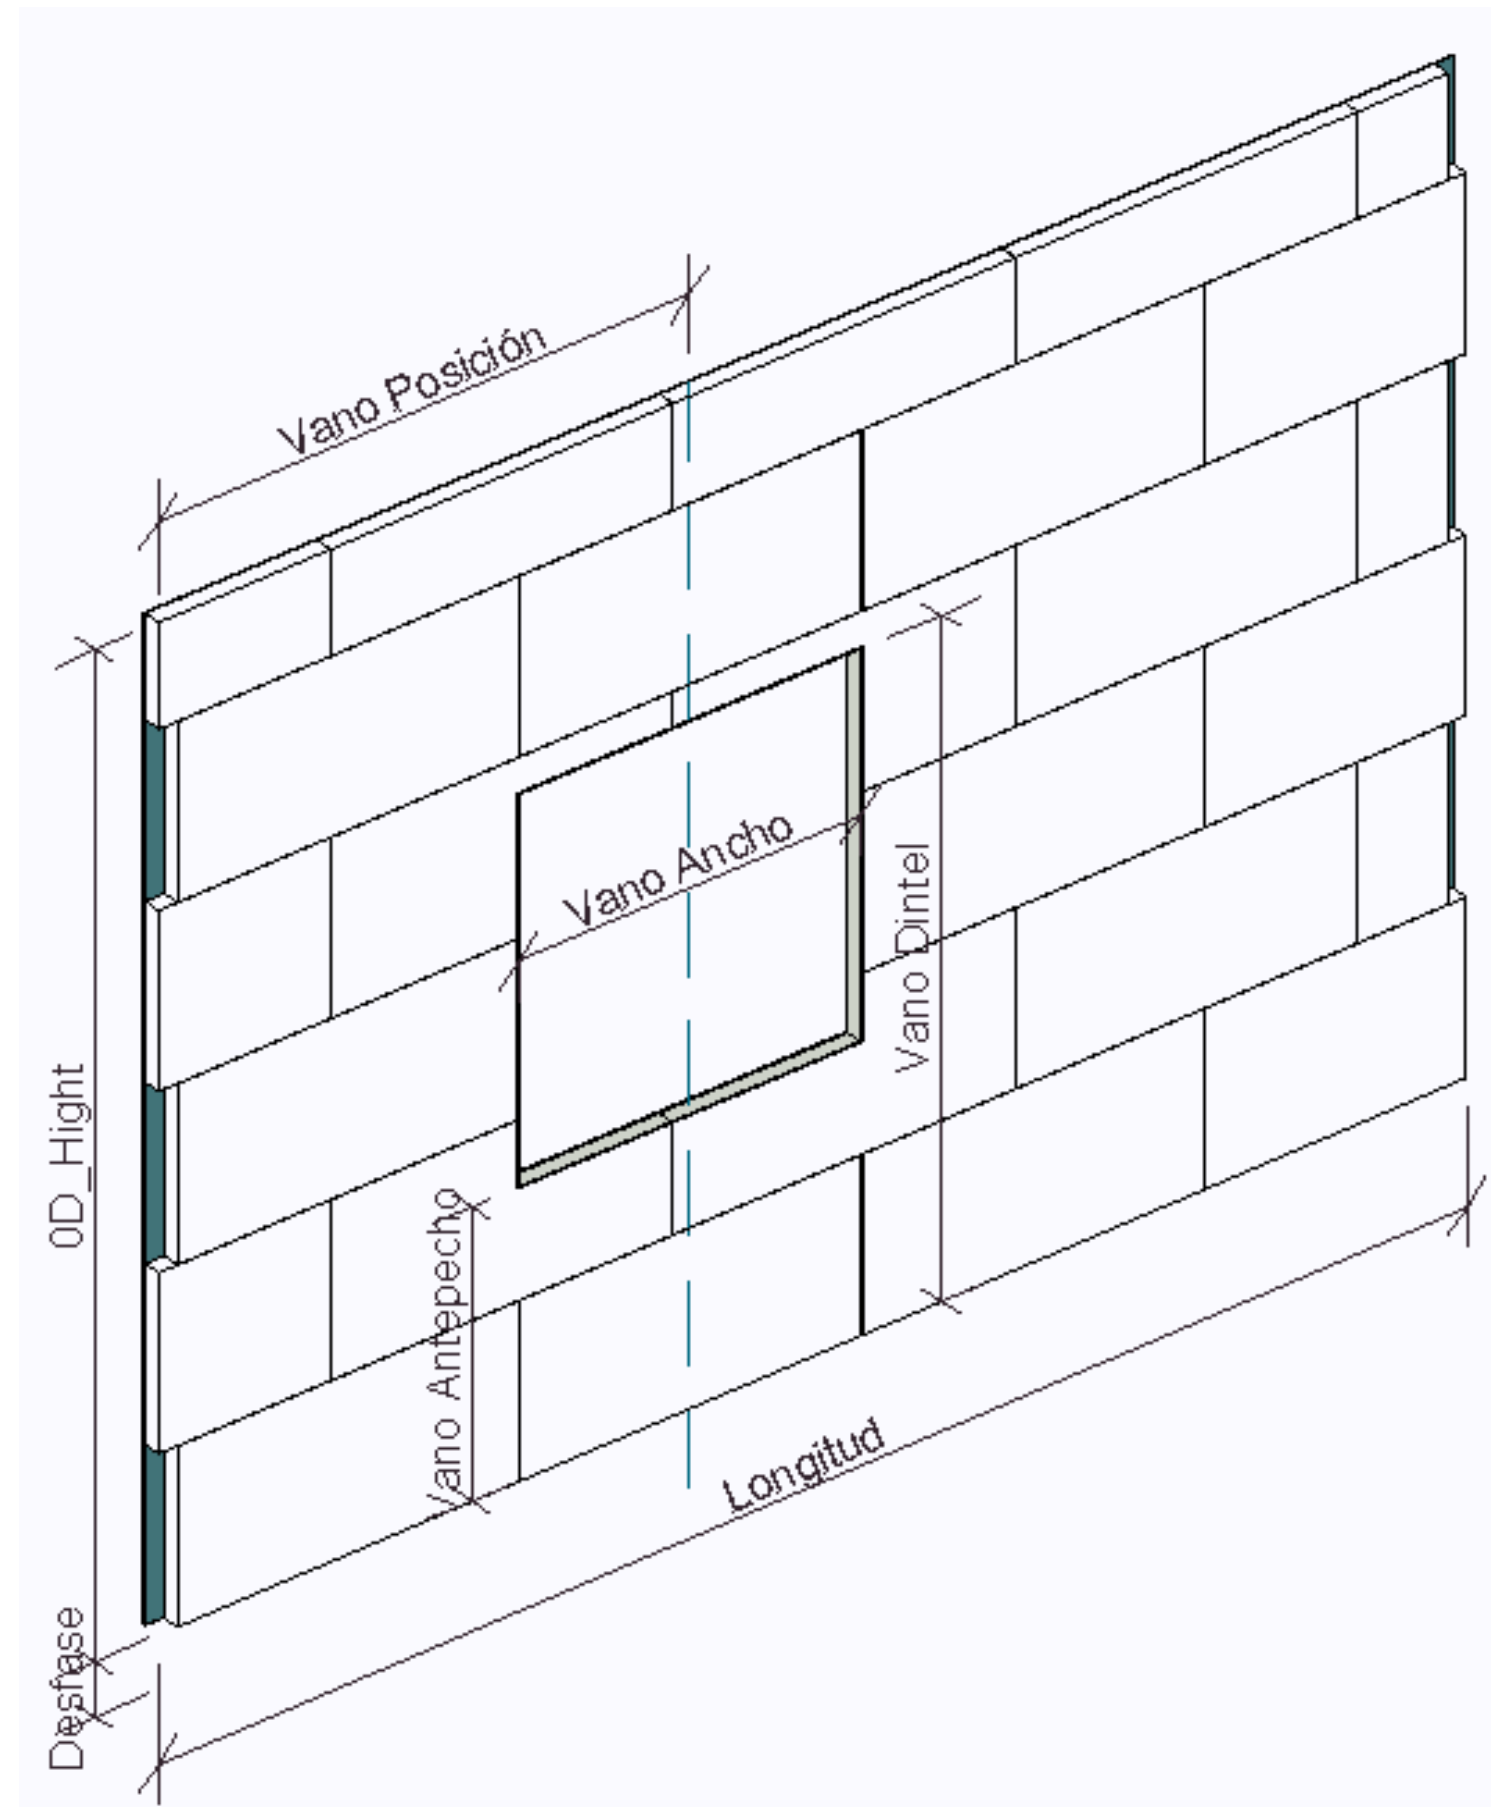 Vano Posición
Vano Ancho
Vano Dintel
0D_Hight
Vano Antepecho
Longitud
Desfase